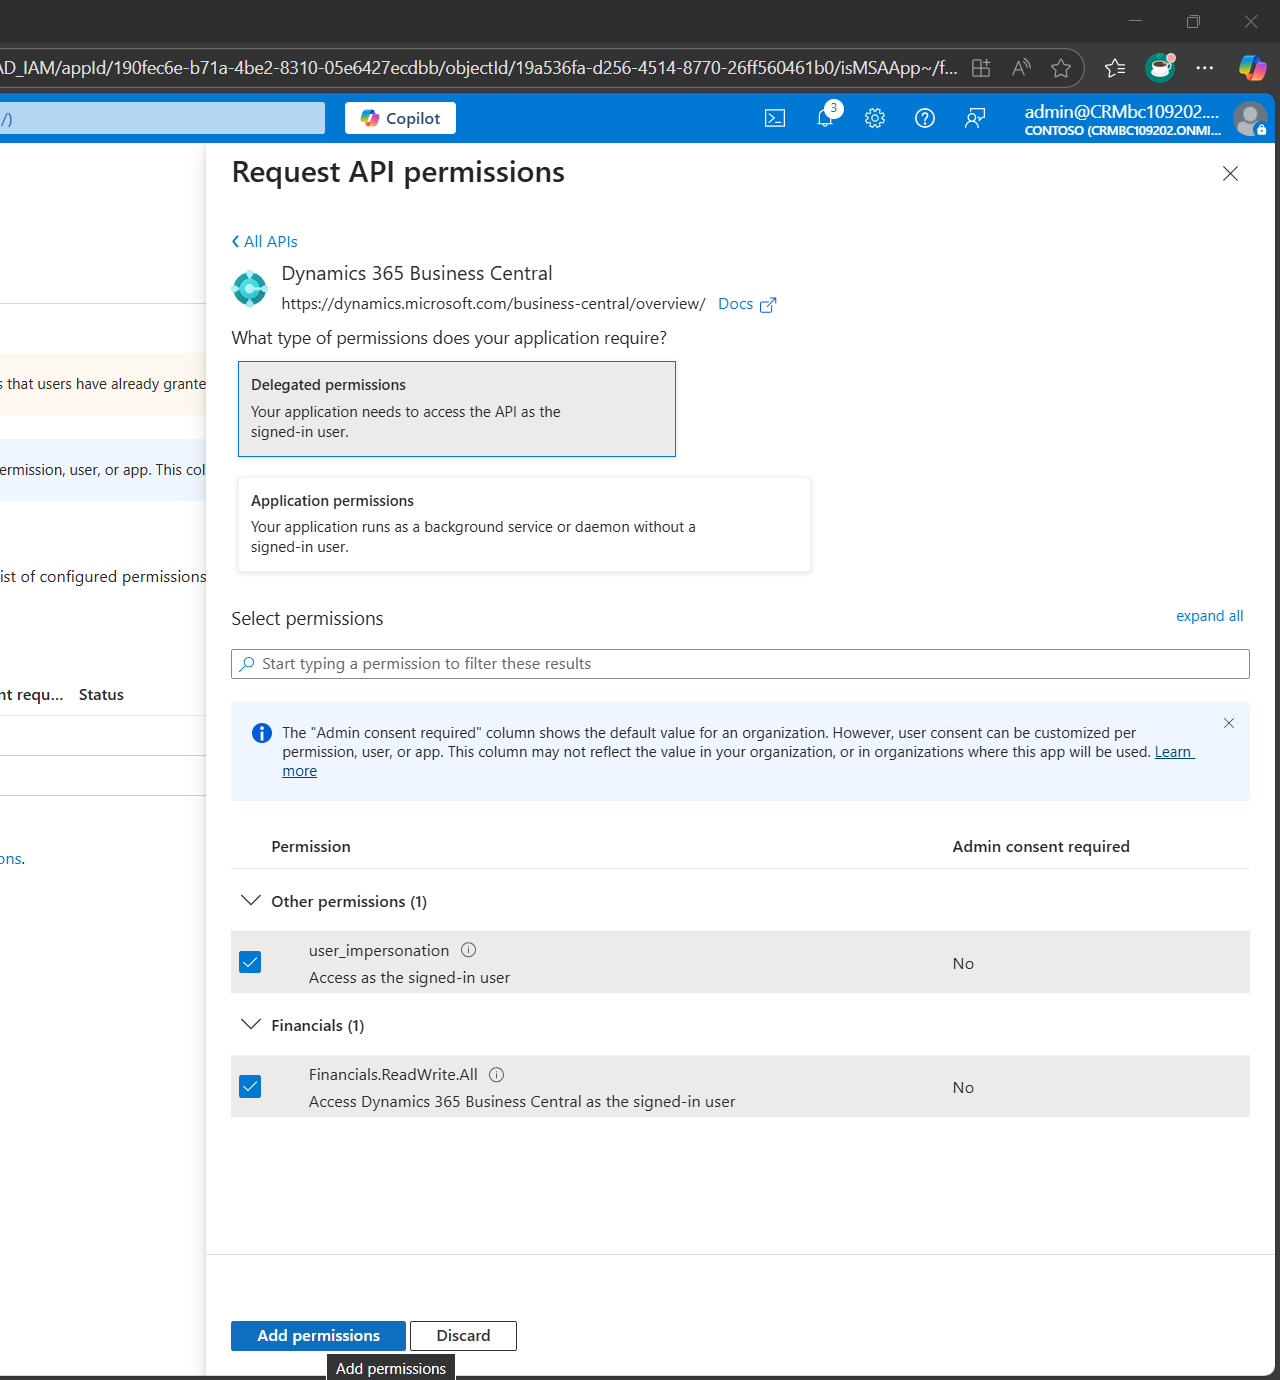 AD_IAM/appId/190fec6e-b71a-4be2-8310-05e6427ecdbb/objectId/19a536fa-d256-4514-8770-26ff560461b0/isMSAApp~/f...
/)
Copilot
3
admin@CRMbc109202....
CONTOSO (CRMBC109202.ONMI...
Request API permissions
All APIs
Dynamics 365 Business Central
https://dynamics.microsoft.com/business-central/overview/ Docs
What type of permissions does your application require?
s that users have already grante
Delegated permissions
Your application needs to access the API as the
signed-in user.
ermission, user, or app. This col
Application permissions
Your application runs as a background service or daemon without a
signed-in user.
ist of configured permissions
Select permissions
expand all
Start typing a permission to filter these results
nt requ... Status
The "Admin consent required" column shows the default value for an organization. However, user consent can be customized per
permission, user, or app. This column may not reflect the value in your organization, or in organizations where this app will be used. Learn
more
Permission Admin consent required
ons.
Other permissions (1)
user_impersonation
Access as the signed-in user
No
Financials (1)
Financials.ReadWrite.All
Access Dynamics 365 Business Central as the signed-in user
No
Add permissions Discard
Add permissions